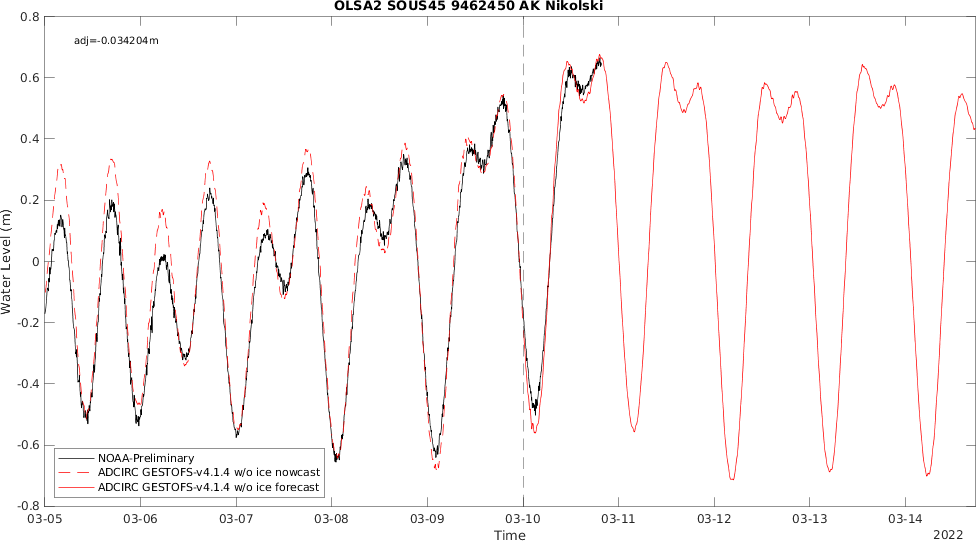 OLSA2 SOUS45 9462450 AK Nikolski
adj=-0.034204m
Water Level (m)
0.8
0.6
0.4
0.2
0
-0.2
-0.4
-0.6
-0.8
NOAA-Preliminary
ADCIRC GESTOFS-v4.1.4 w/o ice nowcast
ADCIRC GESTOFS-v4.1.4 w/o ice forecast
03-05 03-06 03-07 03-08 03-09 03-10 03-11 03-12 03-13 03-14
Time
2022